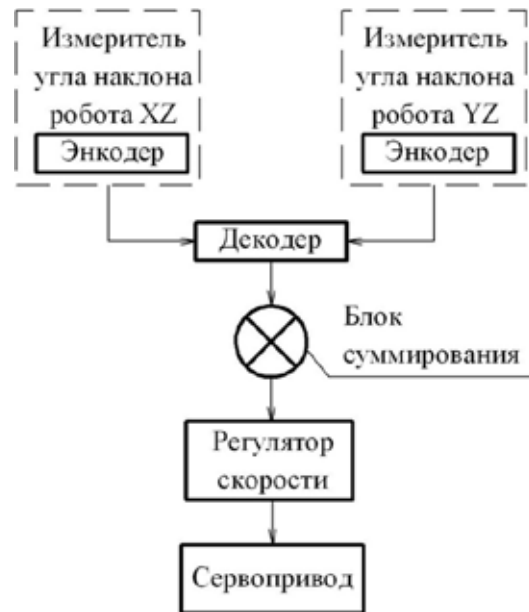 Измеритель
угла наклона
робота XZ
Энкодер
Измеритель
угла наклона
робота YZ
Энкодер
Декодер
Блок
суммирования
Регулятор
скорости
Сервопривод